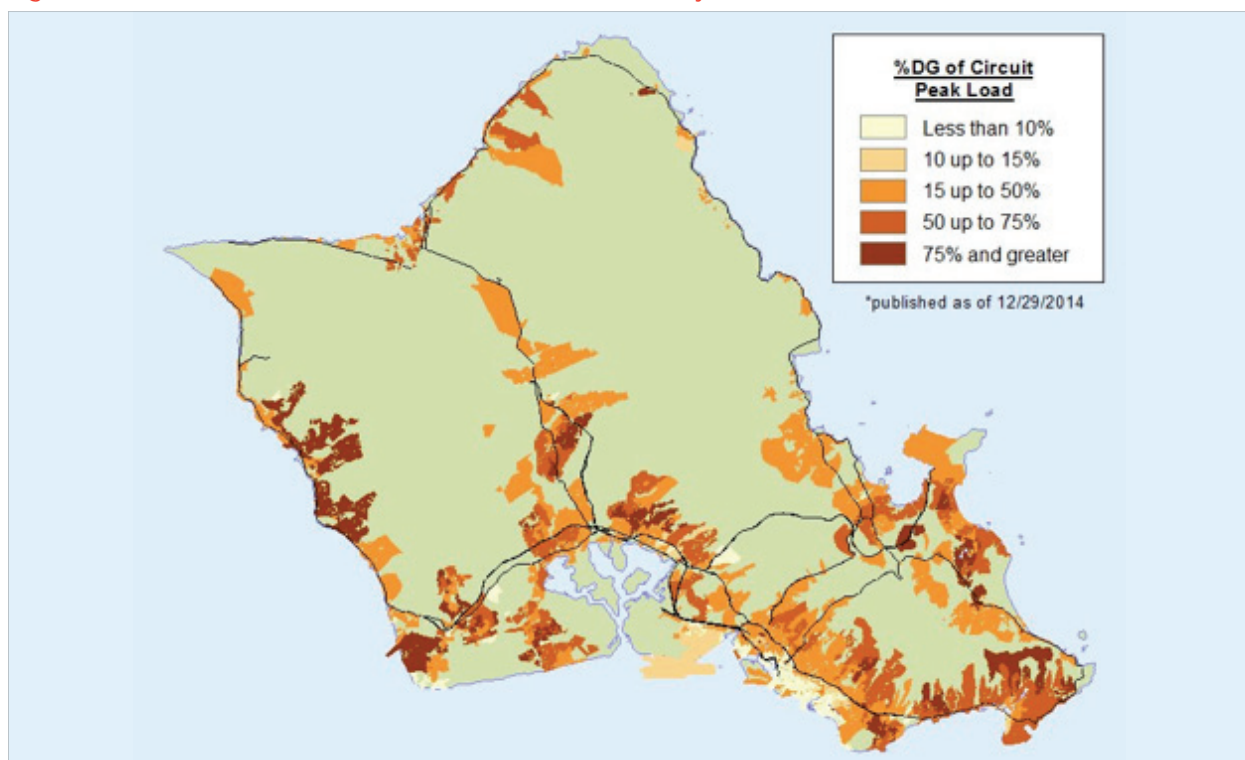 %DG of Circuit
Peak Load
Less than 10%
10 up to 15%
15 up to 50%
50 up to 75%
75% and greater
*published as of 12/29/2014